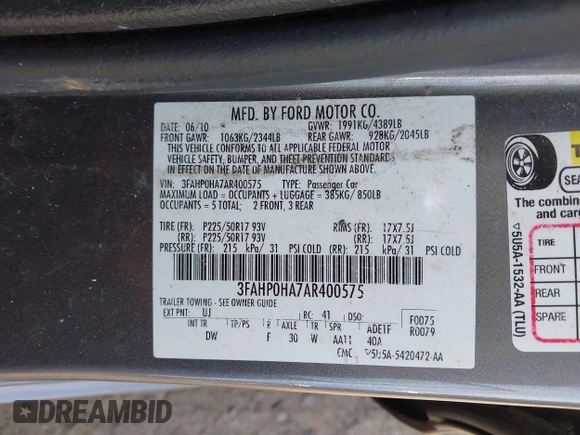 MFD. BY FORD MOTOR CO.
DATE: 06/10 GVWR: 1991KG/4389LB
FRONT GAWR: 1063KG/2344LB REAR GAWR: 928KG/2045LB
THIS VEHICLE CONFORMS TO ALL APPLICABLE FEDERAL MOTOR
VEHICLE SAFETY, BUMPER, AND THEFT PREVENTION STANDARDS IN
EFFECT ON THE DATE OF MANUFACTURE SHOWN ABOVE.
VIN: 3FAHP0HA7AR400575 TYPE: Passenger Car
MAXIMUM LOAD = OCCUPANTS + LUGGAGE = 385KG/ 850LB
OCCUPANTS = 5 TOTAL; 2 FRONT, 3 REAR
TIRE (FR): P225/50R17 93V RIMS (FR): 17X7.5J
(RR): P225/50R17 93V (RR): 17X7.5J
PRESSURE (FR): 215 kPa/ 31 PSI COLD (RR): 215 kPa/ 31 PSI COLD
3FAHP0HA7AR400575
TRAILER TOWING - SEE OWNER GUIDE
EXT PNT: UJ RC: 41 DSO: F0075
INT TR TP/PS R AXLE TR SPR ADE1F R0079
DW F 30 W AA11 40A
CMC 5U5A-5420472-AA
SEA
The combin
and car
TIRE
FRONT
REAR
SPARE
5U5A-1532-AA (TLU)
DREAMBID